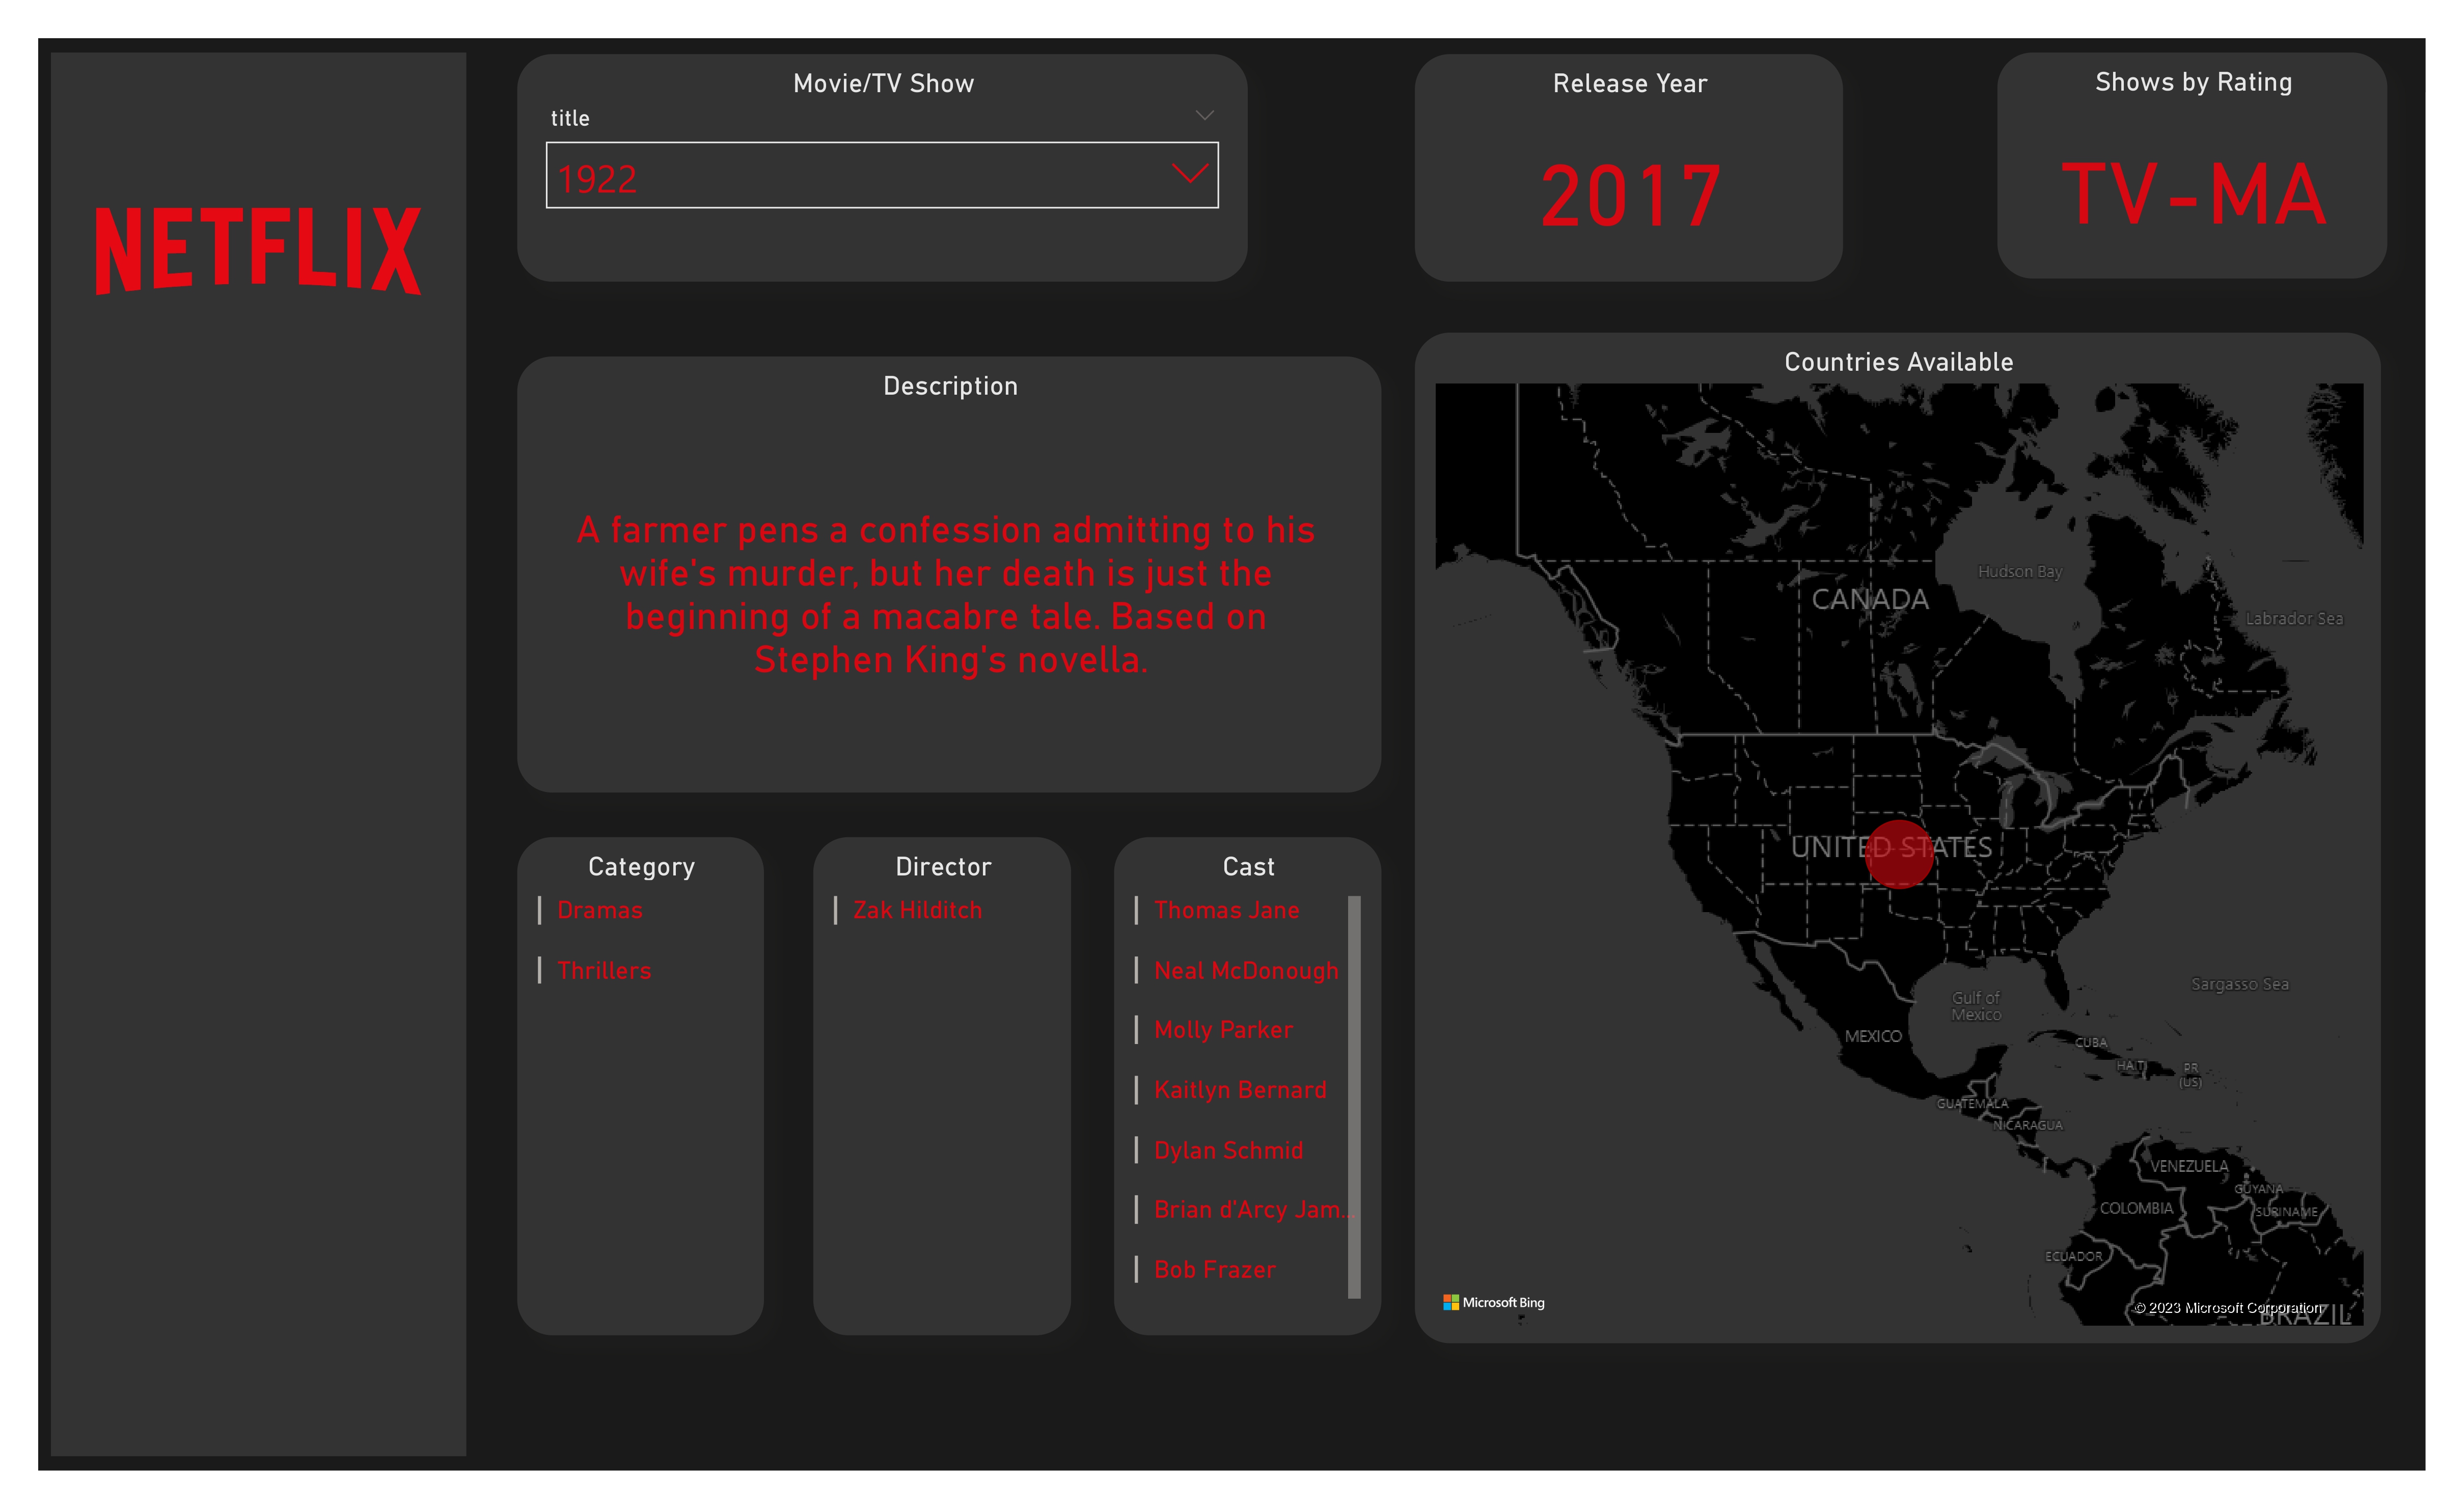 NETFLIX
Movie/TV Show
title
1922
Release Year
2017
Shows by Rating
TV-MA
Description
A farmer pens a confession admitting to his
wife's murder, but her death is just the
beginning of a macabre tale. Based on
Stephen King's novella.
Category
Dramas
Thrillers
Director
Zak Hilditch
Cast
Thomas Jane
Neal McDonough
Molly Parker
Kaitlyn Bernard
Dylan Schmid
Brian d'Arcy Jam...
Bob Frazer
Countries Available
Hudson Bay
CANADA
Labrador Sea
UNITED STATES
Sargasso Sea
Gulf of
Mexico
MEXICO
CUBA
HAITI
PR
(US)
GUATEMALA
NICARAGUA
VENEZUELA
GUYANA
COLOMBIA
SURINAME
ECUADOR
Microsoft Bing
© 2023 Microsoft Corporation
BRAZIL